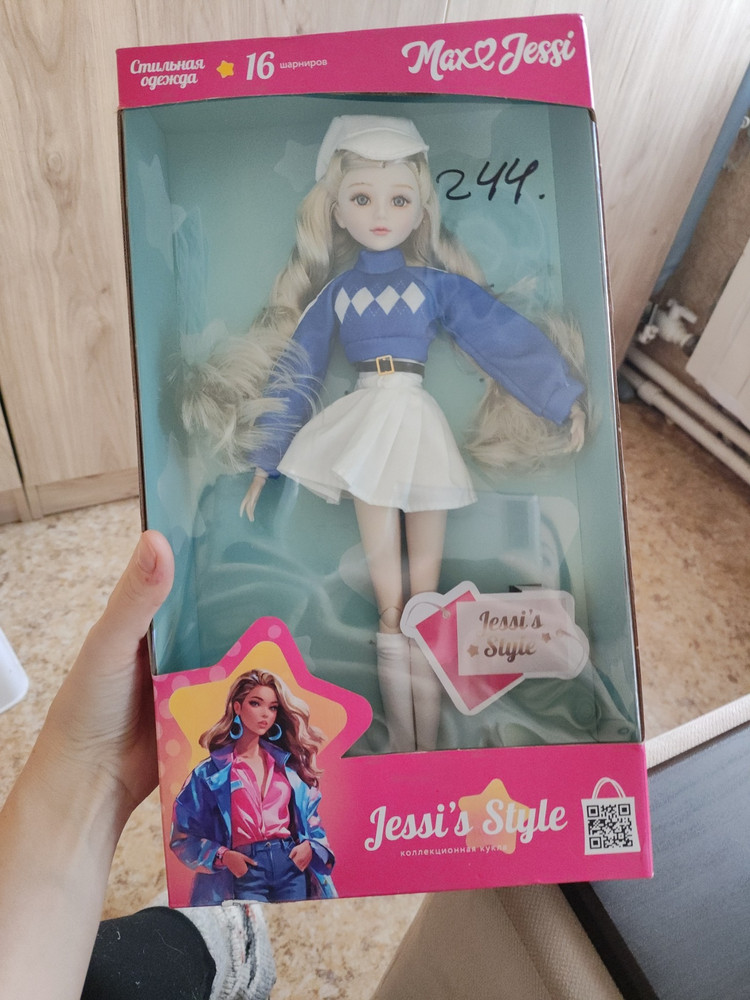 Стильная
одежда
16 шарниров
Max Jessi
244.
Jessi's
Style
Jessi's Style
коллекционная кукла